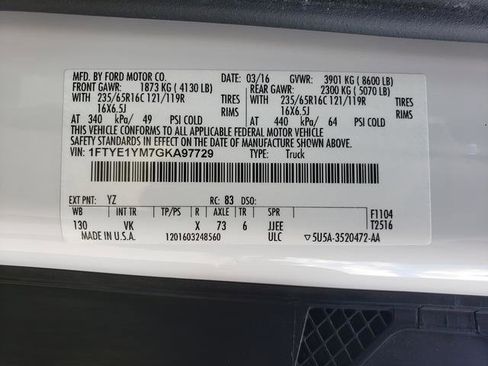 MFD. BY FORD MOTOR CO. DATE: 03/16 GVWR: 3901 KG ( 8600 LB)
FRONT GAWR: 1873 KG ( 4130 LB) REAR GAWR: 2300 KG ( 5070 LB)
WITH 235/65R16C 121/119R TIRES WITH 235/65R16C 121/119R TIRES
16X6.5J RIMS 16X6.5J RIMS
AT 340 kPa/ 49 PSI COLD AT 440 kPa/ 64 PSI COLD
THIS VEHICLE CONFORMS TO ALL APPLICABLE FEDERAL MOTOR VEHICLE
SAFETY STANDARDS IN EFFECT ON THE DATE OF MANUFACTURE SHOWN ABOVE.
VIN: 1FTYE1YM7GKA97729 TYPE: Truck
EXT PNT: YZ RC: 83 DSO:
WB INT TR TP/PS R AXLE TR SPR F1104
130 VK X 73 6 JJEE T2516
MADE IN U.S.A. 1201603248560 ULC ▽5U5A-3520472-AA